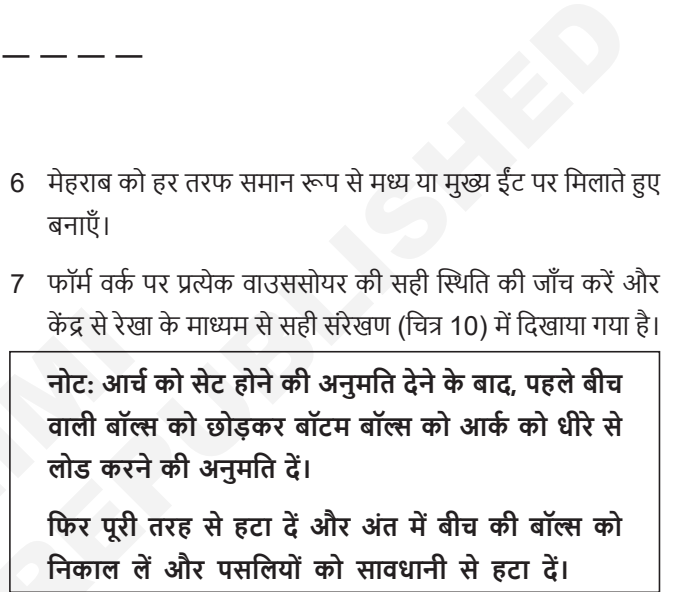 — — — —
6 मेहराब को हर तरफ समान रूप से मध्य या मुख्य ईंट पर मिलाते हुए
बनाएँ।
7 फॉर्म वर्क पर प्रत्येक वाउससोयर की सही स्थिति की जाँच करें और
केंद्र से रेखा के माध्यम से सही संरेखण (चित्र 10) में दिखाया गया है।
नोट: आर्च को सेट होने की अनुमति देने के बाद, पहले बीच
वाली बॉल्स को छोड़कर बॉटम बॉल्स को आर्क को धीरे से
लोड करने की अनुमति दें।
फिर पूरी तरह से हटा दें और अंत में बीच की बॉल्स को
निकाल लें और पसलियों को सावधानी से हटा दें।